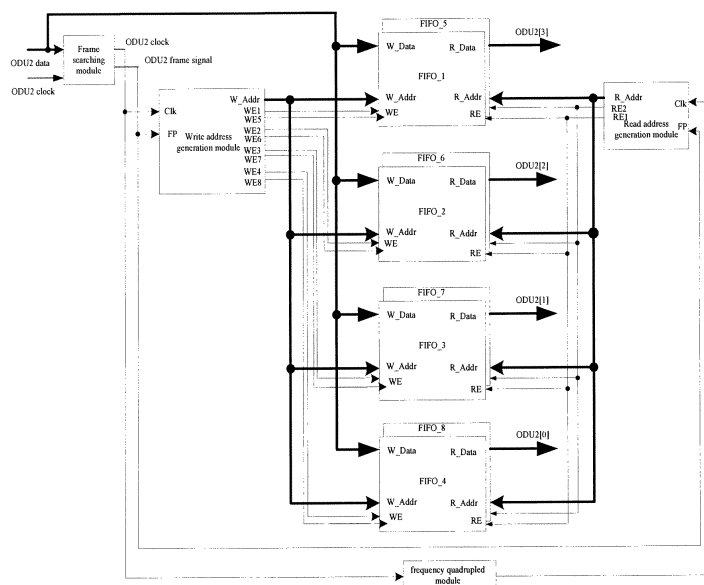 FIFO_5
ODU2[3]
W_Data R_Data
FIFO_1
W_Addr R_Addr
WE RE
Frame searching module
ODU2 data
ODU2 clock
ODU2 clock
ODU2 frame signal
Clk
FP
Write address generation module
W_Addr
WE1
WE5
WE2
WE6
WE3
WE7
WE4
WE8
R_Addr
RE2
RE1
Clk
FP
Read address generation module
FIFO_6
ODU2[2]
W_Data R_Data
FIFO_2
W_Addr R_Addr
WE RE
FIFO_7
ODU2[1]
W_Data R_Data
FIFO_3
W_Addr R_Addr
WE RE
FIFO_8
ODU2[0]
W_Data R_Data
FIFO_4
W_Addr R_Addr
WE RE
frequency quadrupled module